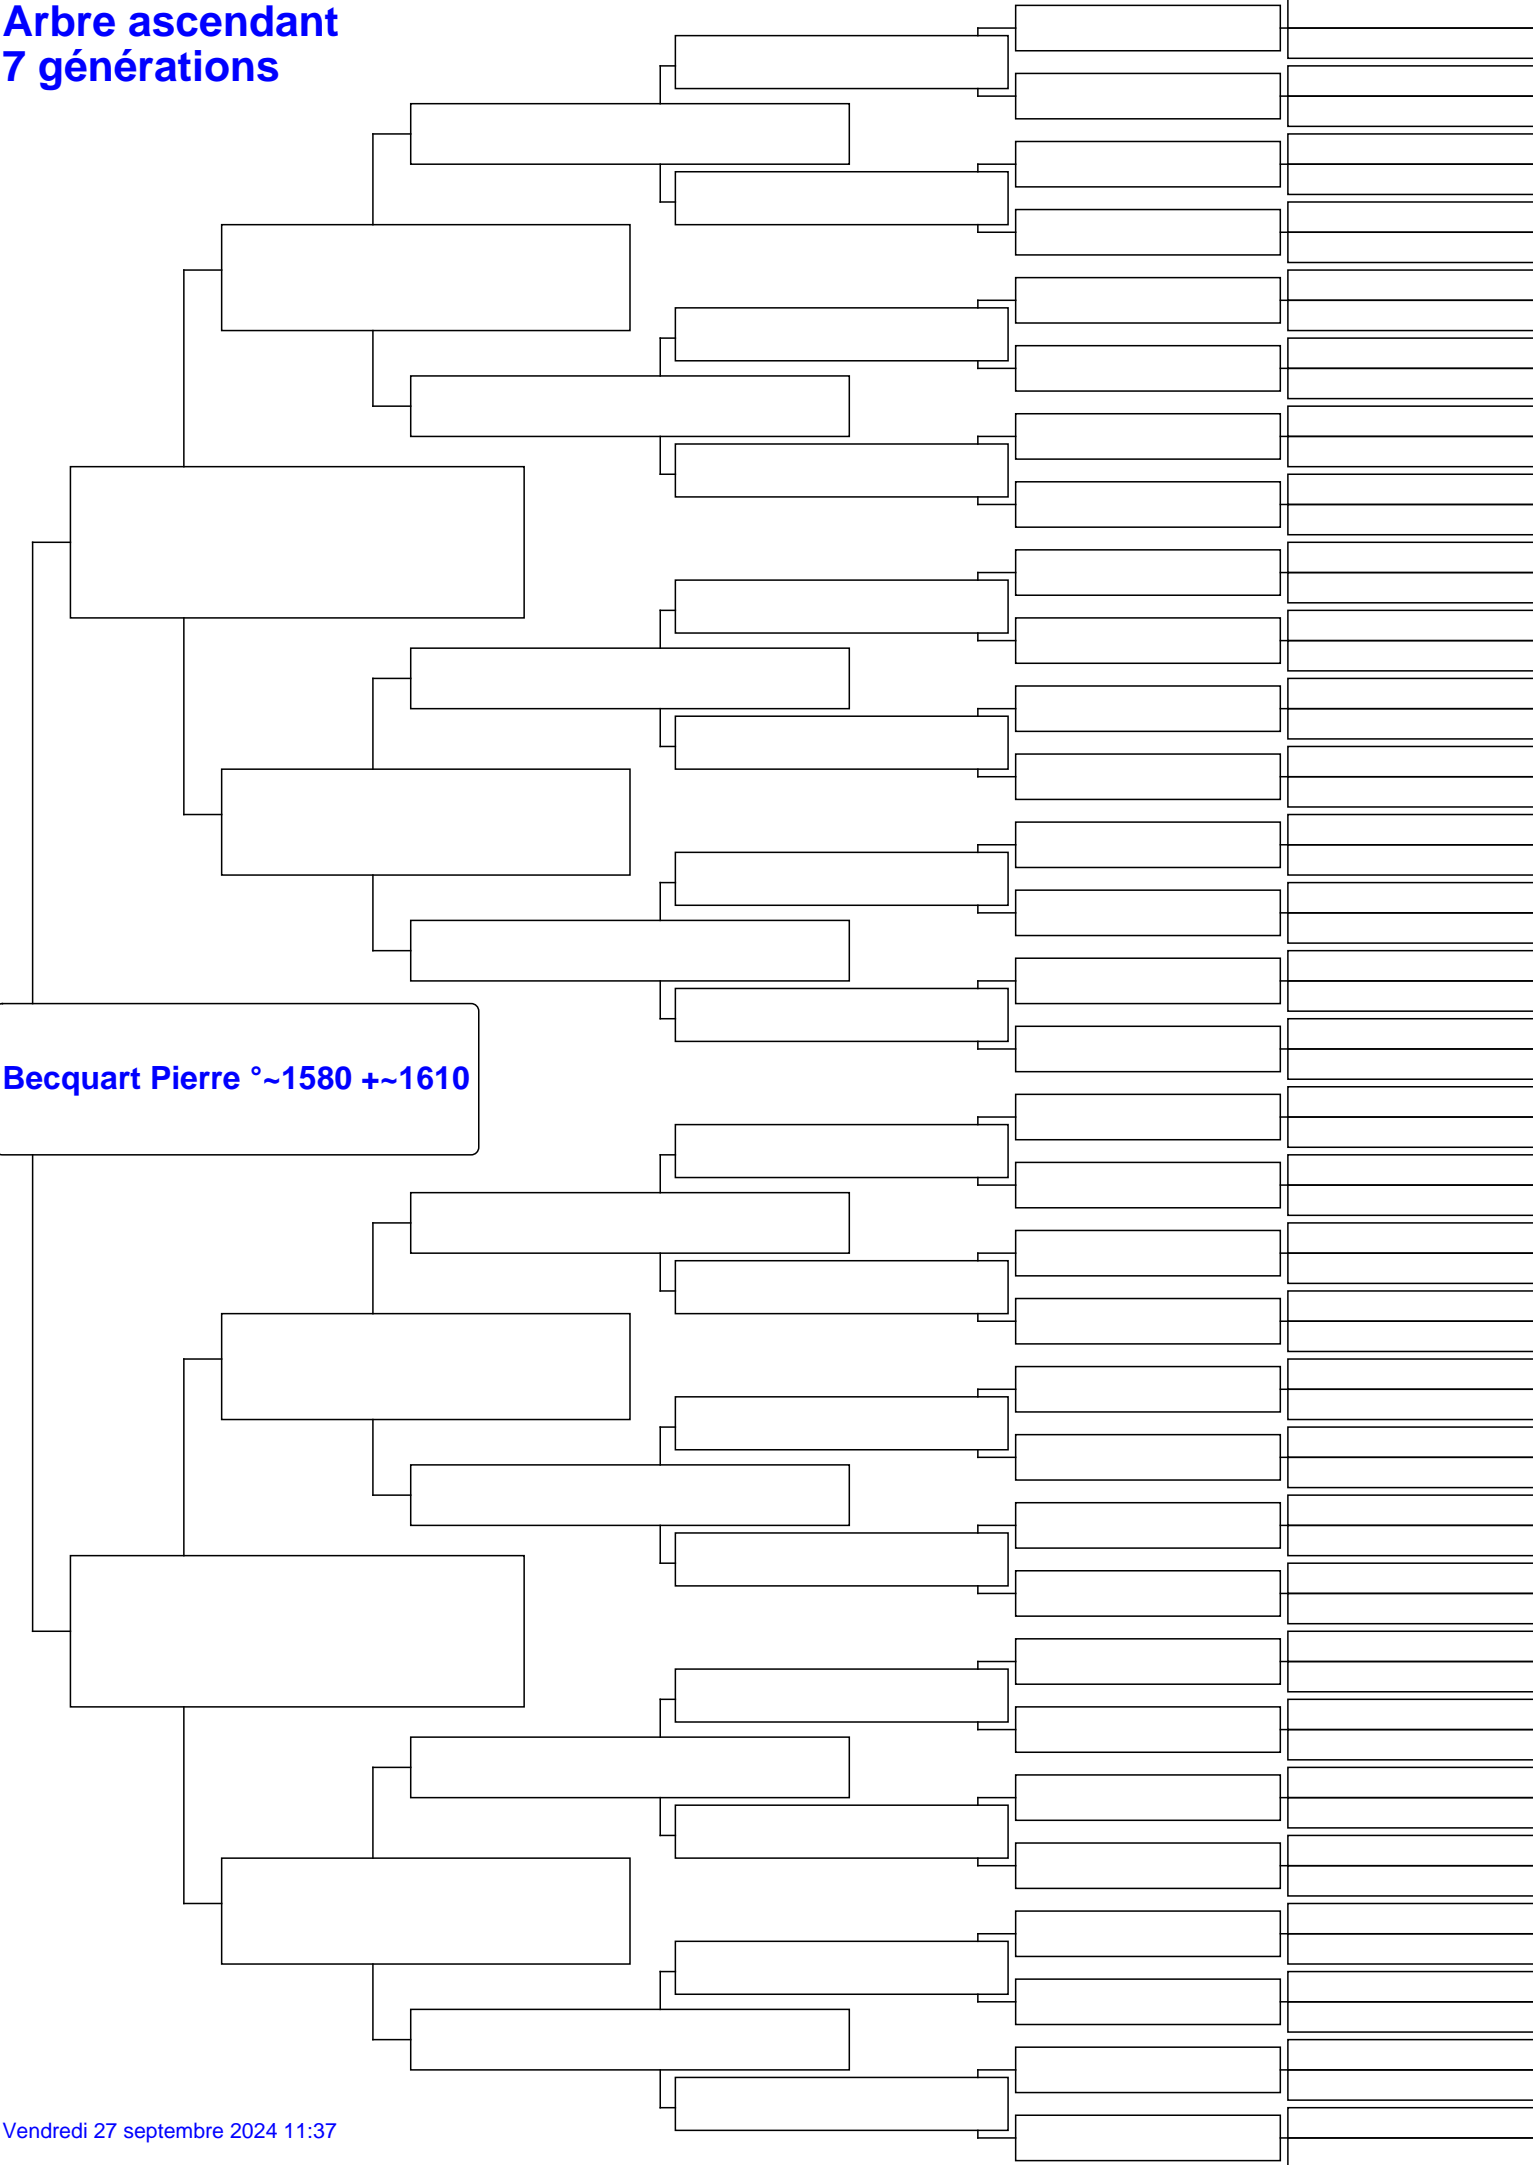 Arbre ascendant
7 générations
Becquart Pierre °~1580 +~1610
Vendredi 27 septembre 2024 11:37